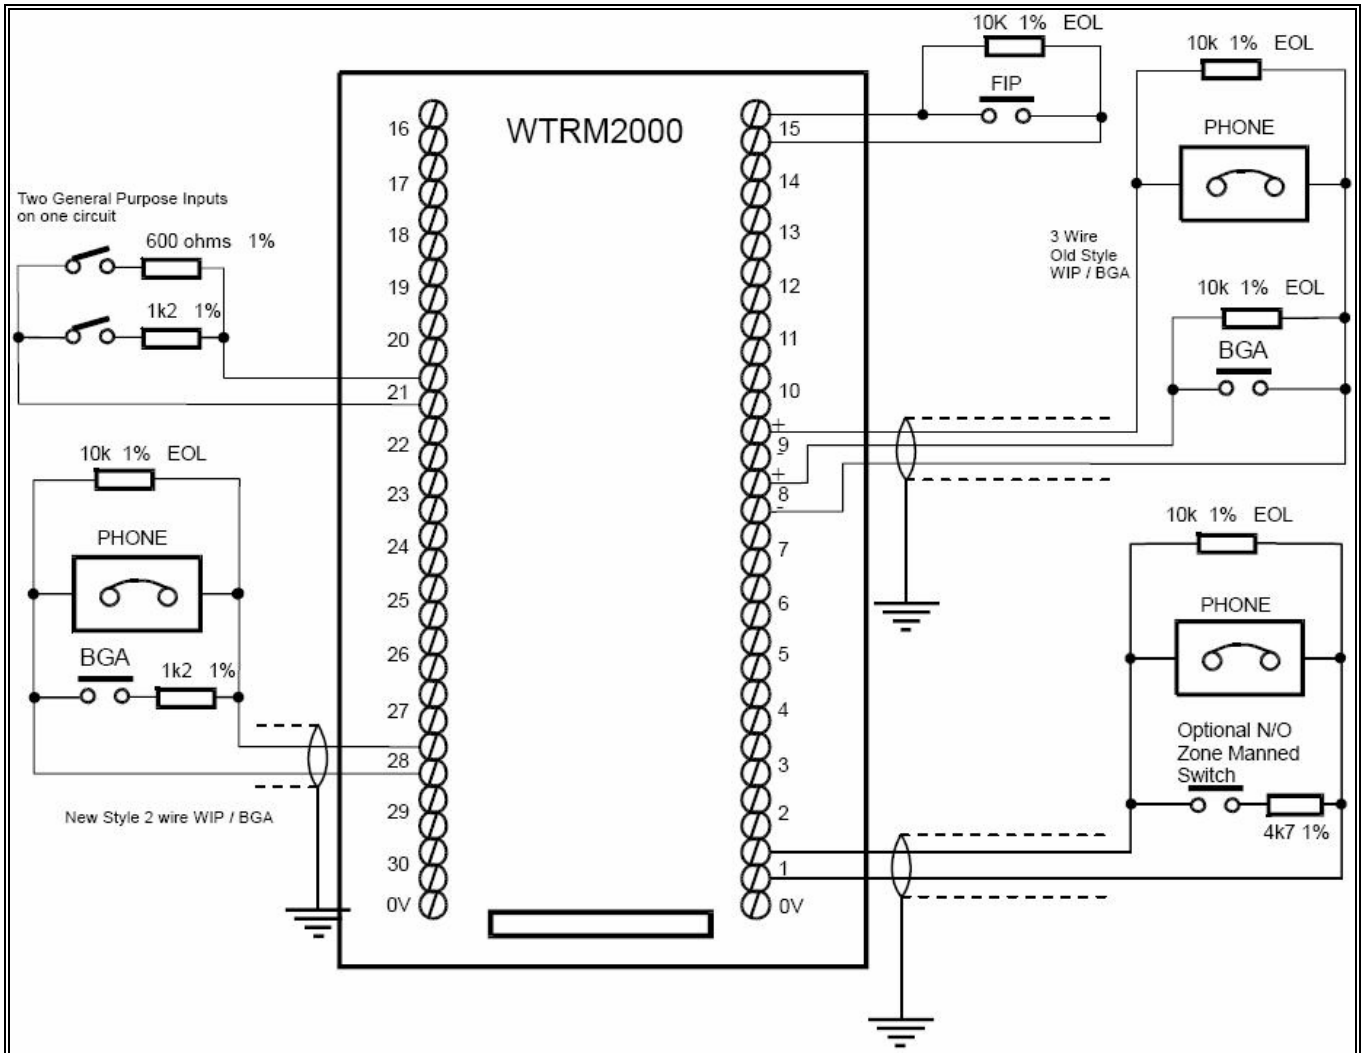 10K 1% EOL
FIP
10k 1% EOL
PHONE
WTRM2000
16
17
18
19
20
21
22
23
24
25
26
27
28
29
30
0V
15
14
13
12
11
10
+
9
-
+
8
-
7
6
5
4
3
2
1
0V
Two General Purpose Inputs
on one circuit
600 ohms 1%
1k2 1%
3 Wire
Old Style
WIP / BGA
10k 1% EOL
BGA
10k 1% EOL
PHONE
BGA
1k2 1%
New Style 2 wire WIP / BGA
10k 1% EOL
PHONE
Optional N/O
Zone Manned
Switch
4k7 1%